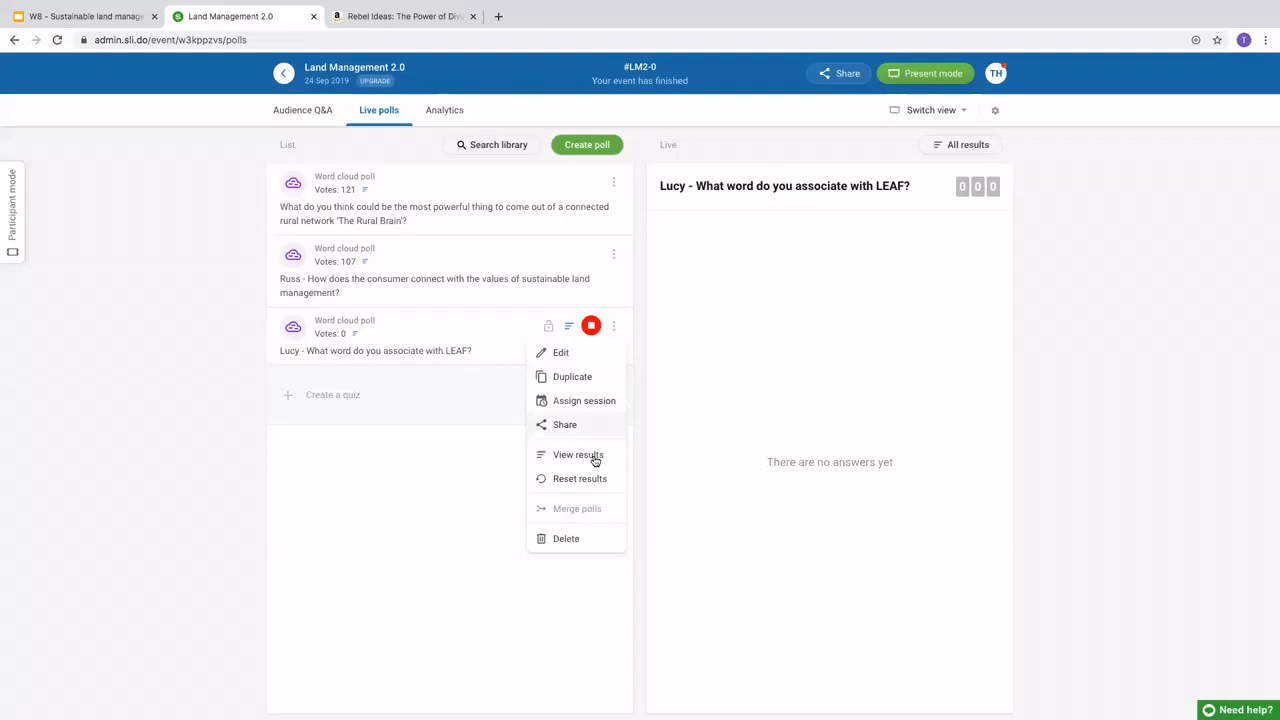 W8 - Sustainable land manag
Land Management 2.0
Rebel Ideas: The Power of Div
admin.sli.do/event/w3kppzvs/polls
T
Land Management 2.0
24 Sep 2019 UPGRADE
#LM2-0
Your event has finished
Share
Present mode
TH
Audience Q&A
Live polls
Analytics
Switch view
List
Search library
Create poll
Live
All results
Participant mode
Word cloud poll
Votes: 121
What do you think could be the most powerful thing to come out of a connected
rural network 'The Rural Brain'?
Word cloud poll
Votes: 107
Russ - How does the consumer connect with the values of sustainable land
management?
Word cloud poll
Votes: 0
Lucy - What word do you associate with LEAF?
Create a quiz
Edit
Duplicate
Assign session
Share
View results
Reset results
Merge polls
Delete
Lucy - What word do you associate with LEAF?
0 0 0
There are no answers yet
Need help?